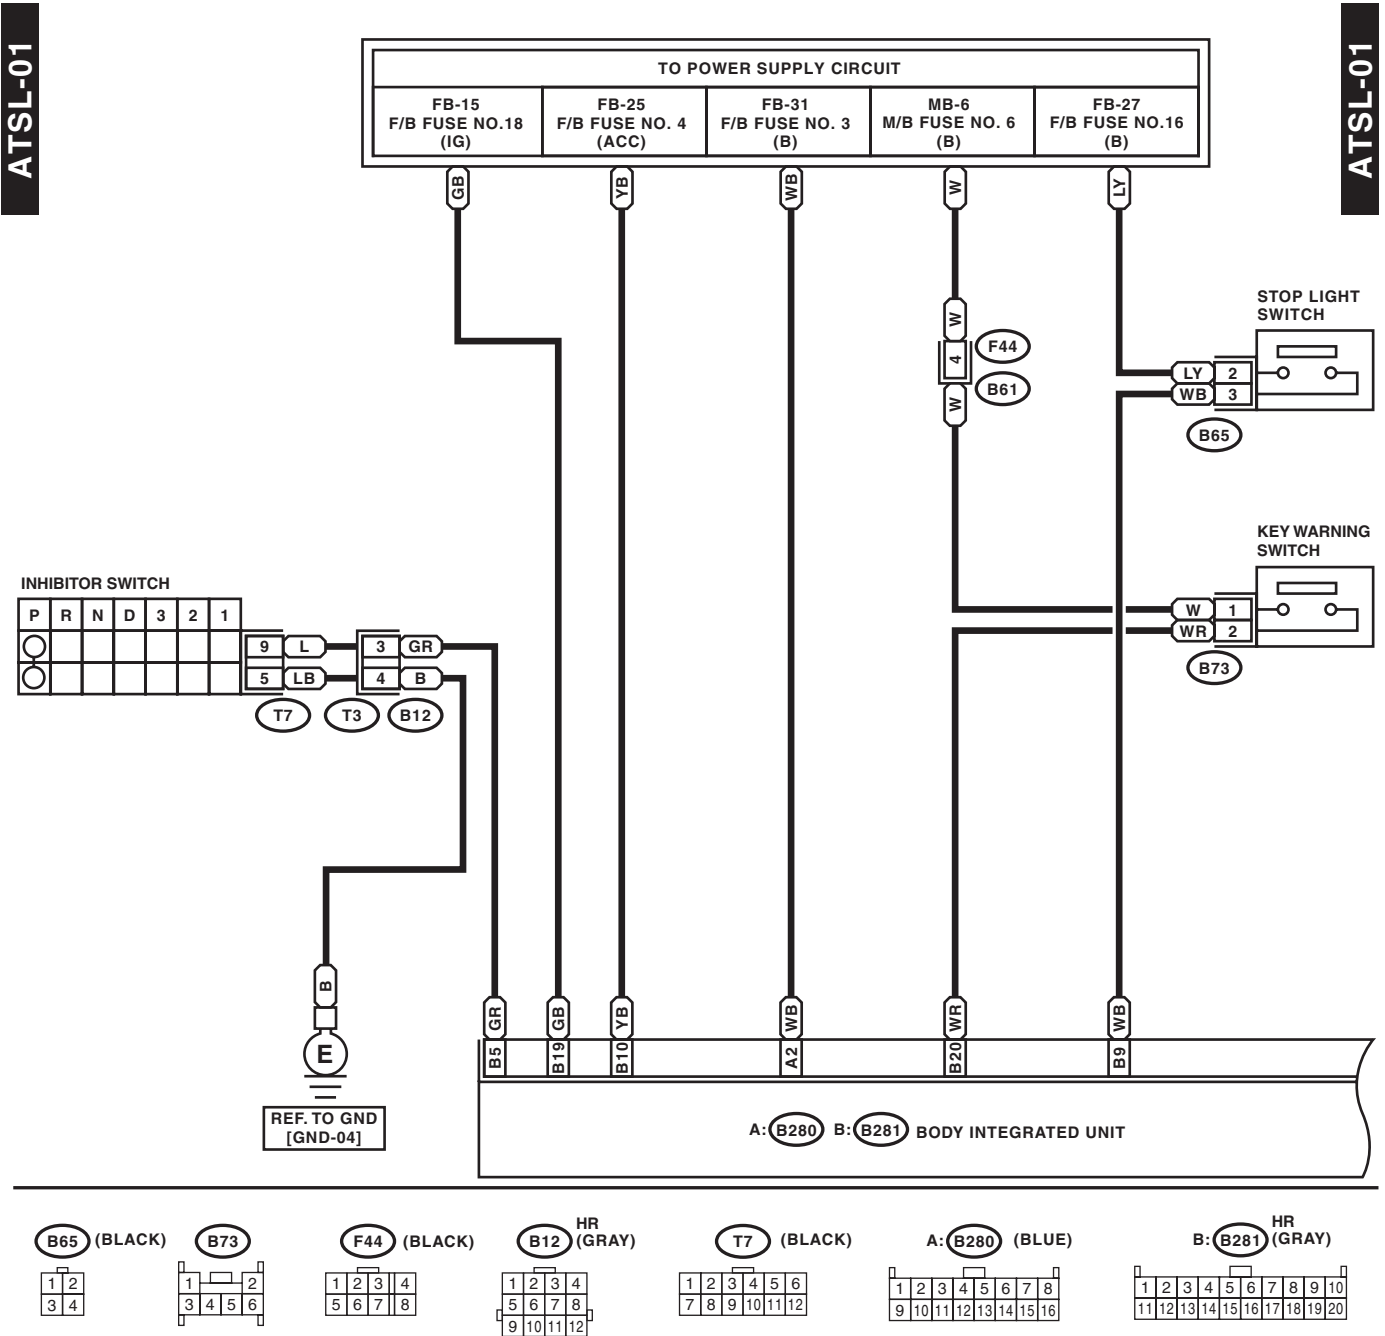 ATSL-01
ATSL-01
TO POWER SUPPLY CIRCUIT
FB-15
F/B FUSE NO.18
(IG)
FB-25
F/B FUSE NO. 4
(ACC)
FB-31
F/B FUSE NO. 3
(B)
MB-6
M/B FUSE NO. 6
(B)
FB-27
F/B FUSE NO.16
(B)
GB
YB
WB
W
LY
W
4
F44
B61
W
STOP LIGHT
SWITCH
LY 2
WB 3
B65
KEY WARNING
SWITCH
W 1
WR 2
B73
INHIBITOR SWITCH
P R N D 3 2 1
9 L 3 GR
5 LB 4 B
T7 T3 B12
B
E
REF. TO GND
[GND-04]
GR GB YB WB WR WB
B5 B19 B10 A2 B20 B9
A: B280 B: B281 BODY INTEGRATED UNIT
B65 (BLACK)
1 2
3 4
B73
1 2
3 4 5 6
F44 (BLACK)
1 2 3 4
5 6 7 8
HR
B12 (GRAY)
1 2 3 4
5 6 7 8
9 10 11 12
T7 (BLACK)
1 2 3 4 5 6
7 8 9 10 11 12
A: B280 (BLUE)
1 2 3 4 5 6 7 8
9 10 11 12 13 14 15 16
HR
B: B281 (GRAY)
1 2 3 4 5 6 7 8 9 10
11 12 13 14 15 16 17 18 19 20